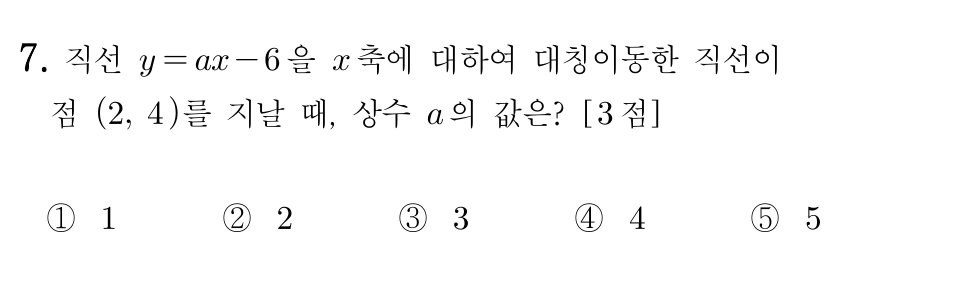 7. 직선 y=ax-6을 x축에 대하여 대칭이동한 직선이
점 (2, 4)를 지날 때, 상수 a의 값은? [3점]
① 1 ② 2 ③ 3 ④ 4 ⑤ 5